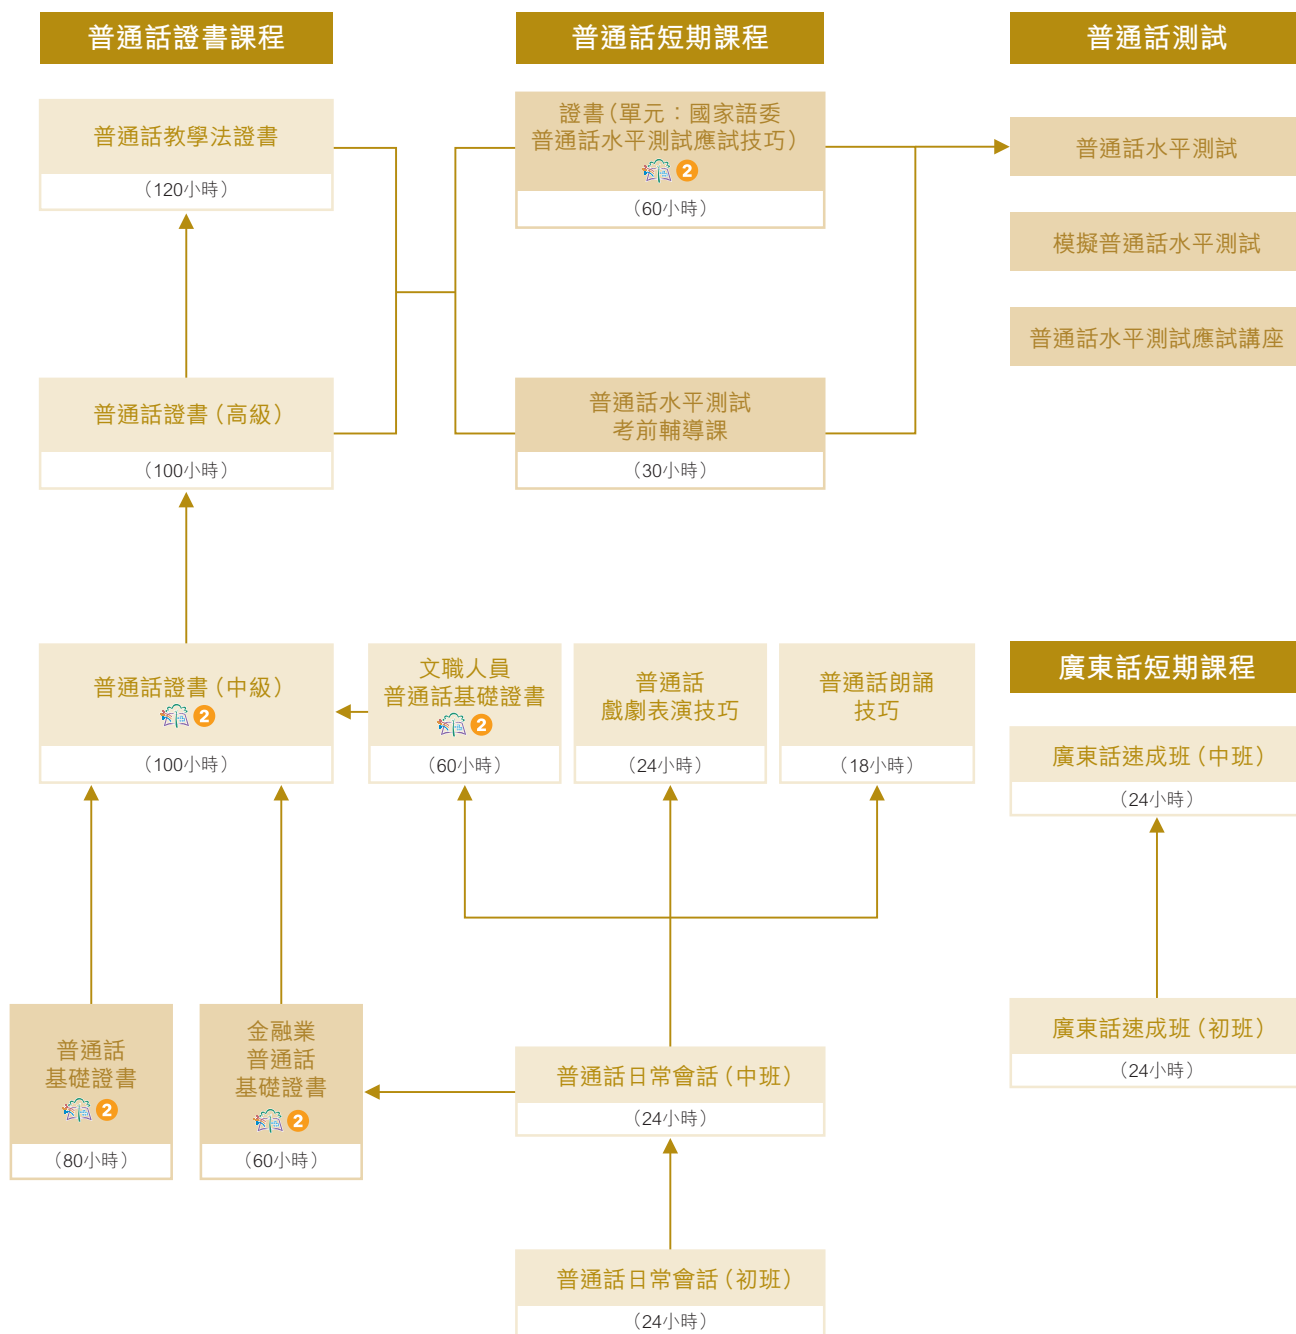 普通話證書課程
普通話短期課程
普通話測試
普通話教學法證書
(120小時)
證書(單元：國家語委
普通話水平測試應試技巧)
2
(60小時)
普通話水平測試
模擬普通話水平測試
普通話水平測試應試講座
普通話證書(高級)
(100小時)
普通話水平測試
考前輔導課
(30小時)
普通話證書(中級)
2
(100小時)
文職人員
普通話基礎證書
2
(60小時)
普通話
戲劇表演技巧
(24小時)
普通話朗誦
技巧
(18小時)
廣東話短期課程
廣東話速成班(中班)
(24小時)
普通話
基礎證書
2
(80小時)
金融業
普通話
基礎證書
2
(60小時)
普通話日常會話(中班)
(24小時)
廣東話速成班(初班)
(24小時)
普通話日常會話(初班)
(24小時)